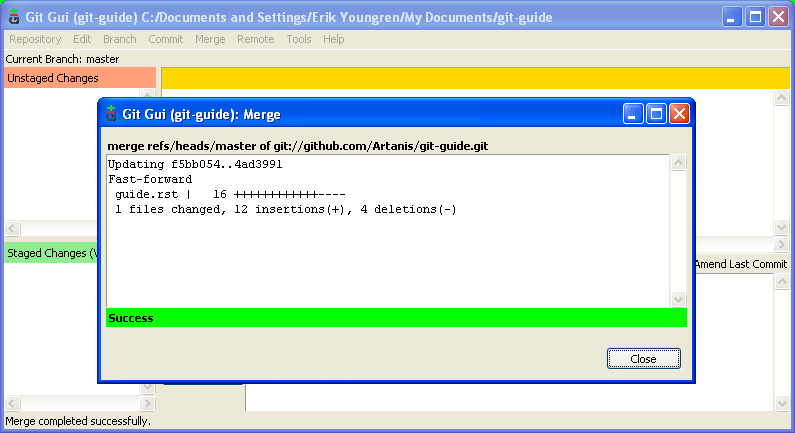 Git Gui (git-guide) C:/Documents and Settings/Erik Youngren/My Documents/git-guide
Repository Edit Branch Commit Merge Remote Tools Help
Current Branch: master
Unstaged Changes
Git Gui (git-guide): Merge
merge refs/heads/master of git://github.com/Artanis/git-guide.git
Updating f5bb054..4ad3991
Fast-forward
guide.rst | 16 ++++++++++++----
1 files changed, 12 insertions(+), 4 deletions(-)
Success
Close
Staged Changes (
Amend Last Commit
Merge completed successfully.